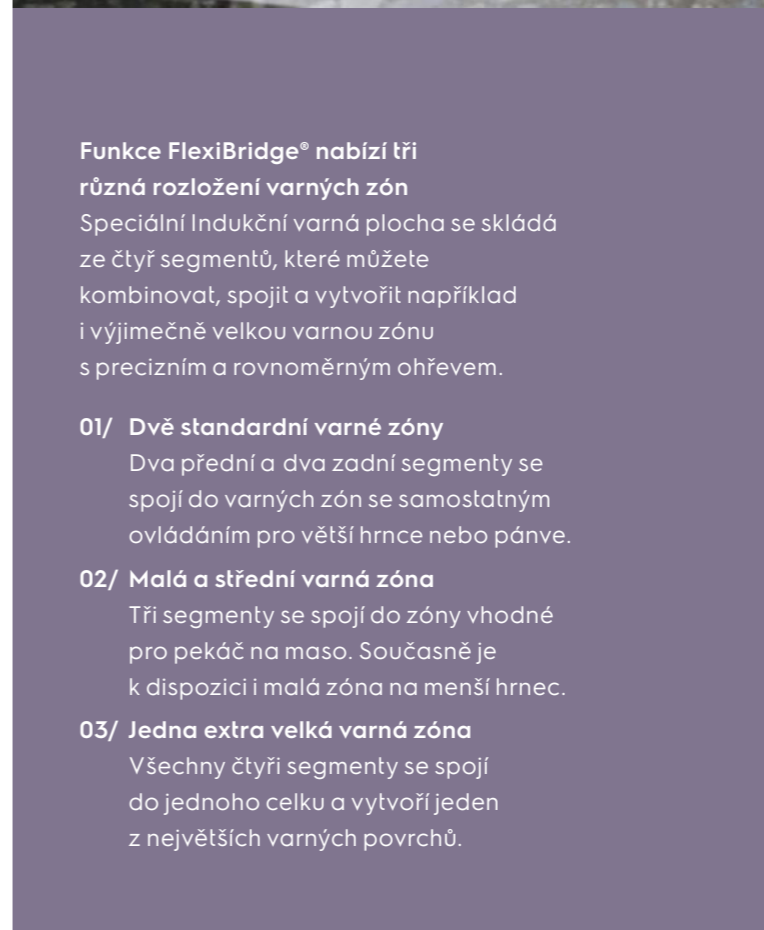 Funkce FlexiBridge® nabízí tři
různá rozložení varných zón
Speciální Indukční varná plocha se skládá
ze čtyř segmentů, které můžete
kombinovat, spojit a vytvořit například
i výjimečně velkou varnou zónu
s precizním a rovnoměrným ohřevem.
01/ Dvě standardní varné zóny
Dva přední a dva zadní segmenty se
spojí do varných zón se samostatným
ovládáním pro větší hrnce nebo pánve.
02/ Malá a střední varná zóna
Tři segmenty se spojí do zóny vhodné
pro pekáč na maso. Současně je
k dispozici i malá zóna na menší hrnec.
03/ Jedna extra velká varná zóna
Všechny čtyři segmenty se spojí
do jednoho celku a vytvoří jeden
z největších varných povrchů.